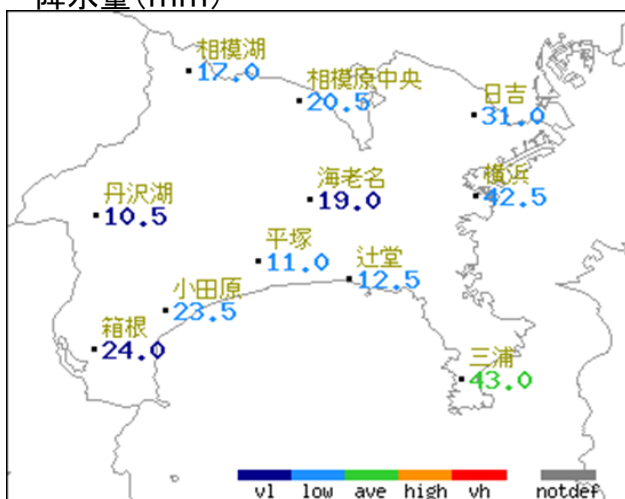 降水量(mm)
相模湖
17.0
相模原中央
20.5
日吉
31.0
丹沢湖
10.5
海老名
19.0
横浜
42.5
平塚
11.0
辻堂
12.5
小田原
23.5
箱根
24.0
三浦
43.0
vl low ave high vh notdef